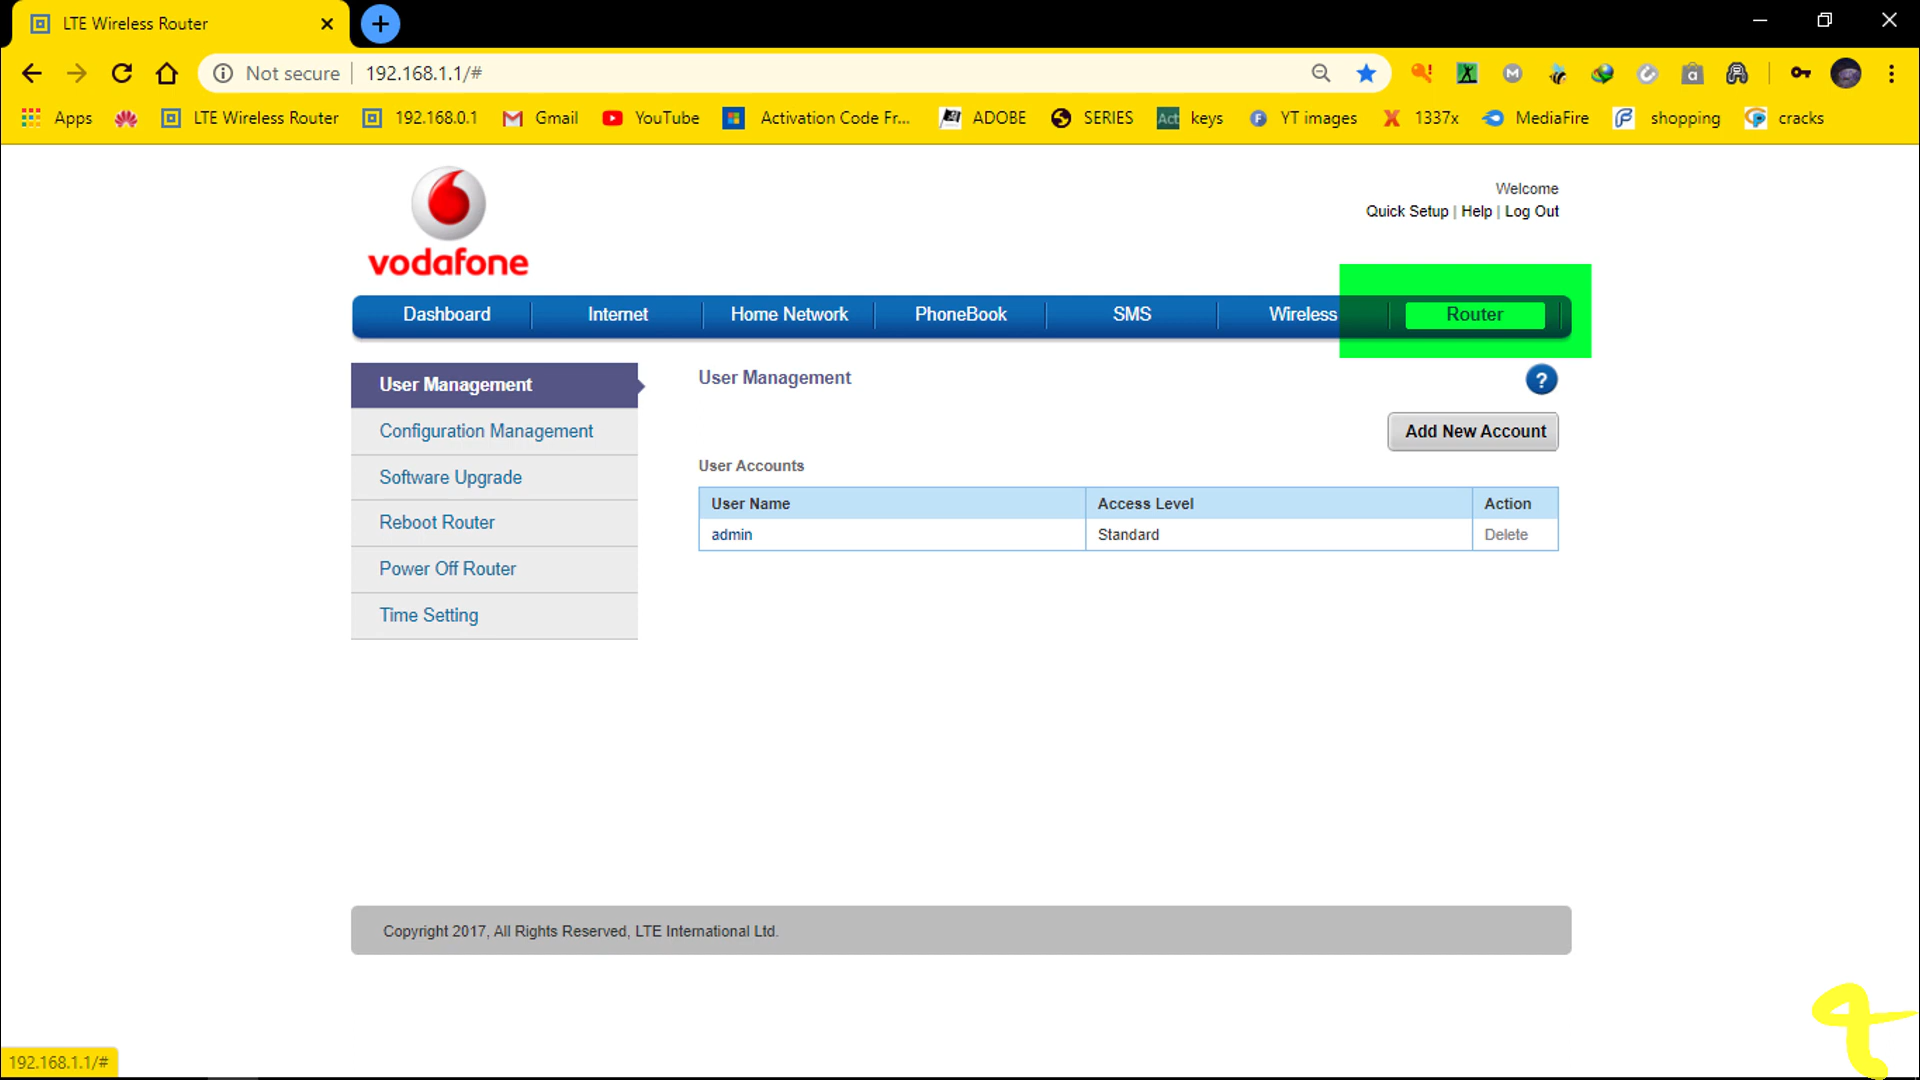 LTE Wireless Router
Not secure 192.168.1.1/#
Apps LTE Wireless Router 192.168.0.1 Gmail YouTube Activation Code Fr... ADOBE SERIES Act keys YT images 1337x MediaFire shopping cracks
Welcome
Quick Setup | Help | Log Out
vodafone
Dashboard Internet Home Network PhoneBook SMS Wireless Router
User Management
Configuration Management
Software Upgrade
Reboot Router
Power Off Router
Time Setting
User Management
?
Add New Account
User Accounts
User Name Access Level Action
admin Standard Delete
Copyright 2017, All Rights Reserved, LTE International Ltd.
192.168.1.1/#